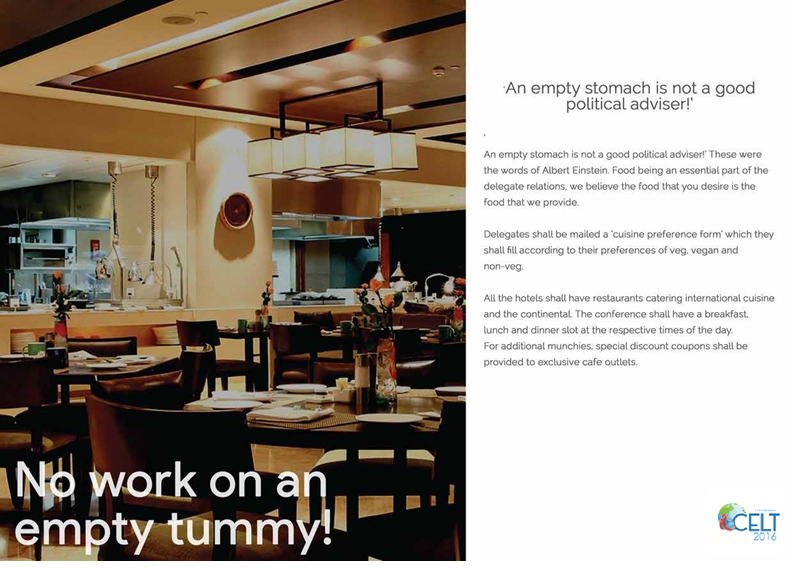 'An empty stomach is not a good
political adviser!'
An empty stomach is not a good political adviser!' These were
the words of Albert Einstein. Food being an essential part of the
delegate relations, we believe the food that you desire is the
food that we provide.
Delegates shall be mailed a 'cuisine preference form' which they
shall fill according to their preferences of veg, vegan and
non-veg.
All the hotels shall have restaurants catering international cuisine
and the continental. The conference shall have a breakfast,
lunch and dinner slot at the respective times of the day.
For additional munchies, special discount coupons shall be
provided to exclusive cafe outlets.
No work on an
empty tummy!
CELT
2016